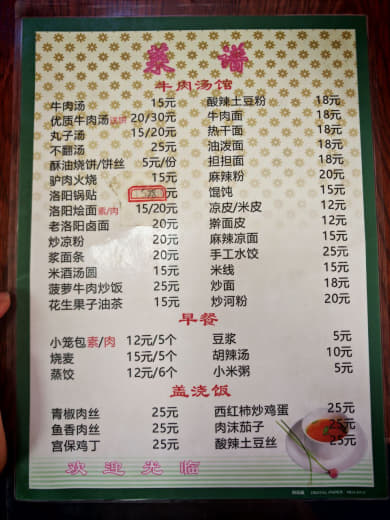 菜 谱
牛肉汤馆
牛肉汤 15元
优质牛肉汤 20/30元
丸子汤 15/20元
不翻汤 25元
酥油烧饼/饼丝 5元/份
驴肉火烧 15元
洛阳锅贴 元
洛阳烩面素/肉 15/20元
老洛阳卤面 20元
炒凉粉 20元
浆面条 20元
米酒汤圆 15元
菠萝牛肉炒饭 25元
花生果子油茶 15元
酸辣土豆粉 18元
牛肉面 18元
热干面 18元
油泼面 18元
担担面 18元
麻辣粉 20元
馄饨 15元
凉皮/米皮 12元
擀面皮 12元
麻辣凉面 15元
手工水饺 25元
米线 15元
炒面 18元
炒河粉 20元
早餐
小笼包素/肉 12元/5个
烧麦 15元/5个
蒸饺 12元/6个
豆浆 5元
胡辣汤 10元
小米粥 5元
盖浇饭
青椒肉丝 25元
鱼香肉丝 25元
宫保鸡丁 25元
西红柿炒鸡蛋 25元
肉沫茄子 25元
酸辣土豆丝 25元
欢迎光临